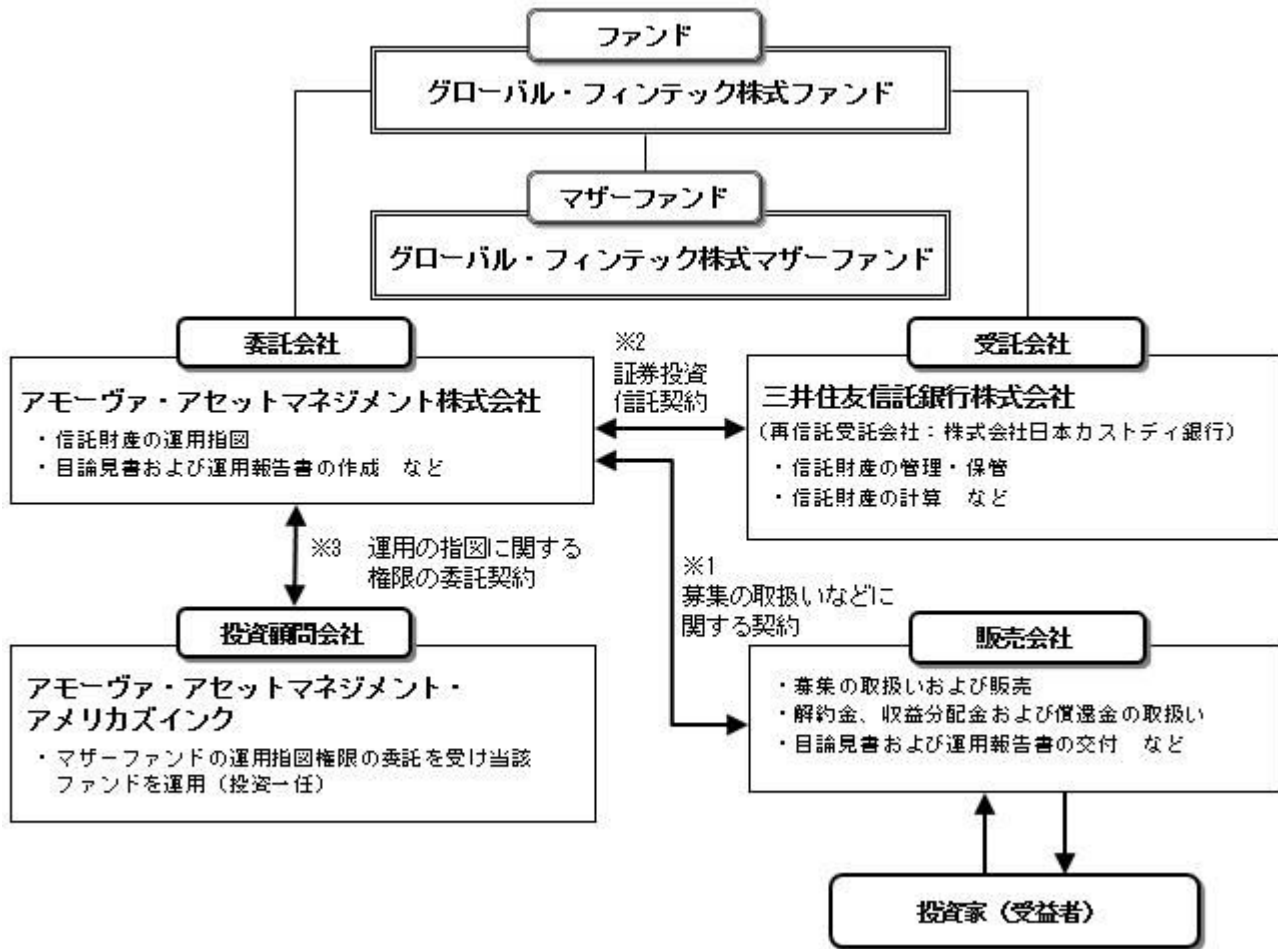 ファンド
グローバル・フィンテック株式ファンド
マザーファンド
グローバル・フィンテック株式マザーファンド
委託会社
アモーヴァ・アセットマネジメント株式会社
・信託財産の運用指図
・目論見書および運用報告書の作成 など
※2
証券投資
信託契約
受託会社
三井住友信託銀行株式会社
(再信託受託会社:株式会社日本カストディ銀行)
・信託財産の管理・保管
・信託財産の計算 など
※3 運用の指図に関する
権限の委託契約
※1
募集の取扱いなどに
関する契約
投資顧問会社
アモーヴァ・アセットマネジメント・
アメリカズインク
・マザーファンドの運用指図権限の委託を受け当該
ファンドを運用(投資一任)
販売会社
・募集の取扱いおよび販売
・解約金、収益分配金および償還金の取扱い
・目論見書および運用報告書の交付 など
投資家(受益者)